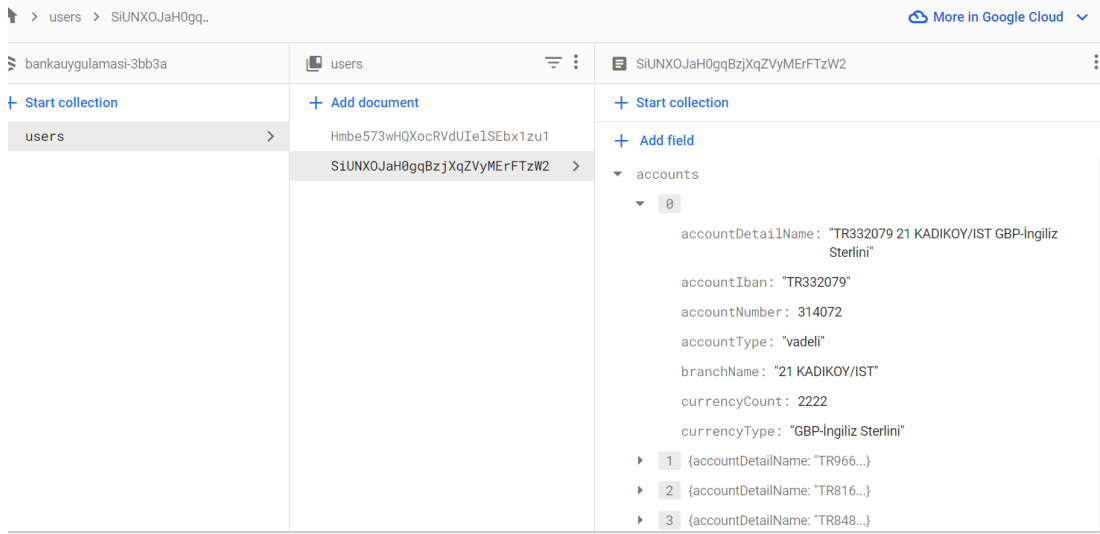 > users > SiUNXOJaH0gq..
More in Google Cloud
bankauygulamasi-3bb3a
users
SiUNXOJaH0gqBzjXqZVyMErFTzW2
+ Start collection
+ Add document
+ Start collection
users
Hmbe573wHQXocRVdUIelSEbx1zu1
+ Add field
SiUNXOJaH0gqBzjXqZVyMErFTzW2
accounts
0
accountDetailName: "TR332079 21 KADIKOY/IST GBP-İngiliz
Sterlini"
accountIban: "TR332079"
accountNumber: 314072
accountType: "vadeli"
branchName: "21 KADIKOY/IST"
currencyCount: 2222
currencyType: "GBP-İngiliz Sterlini"
1 {accountDetailName: "TR966...}
2 {accountDetailName: "TR816...}
3 {accountDetailName: "TR848...}